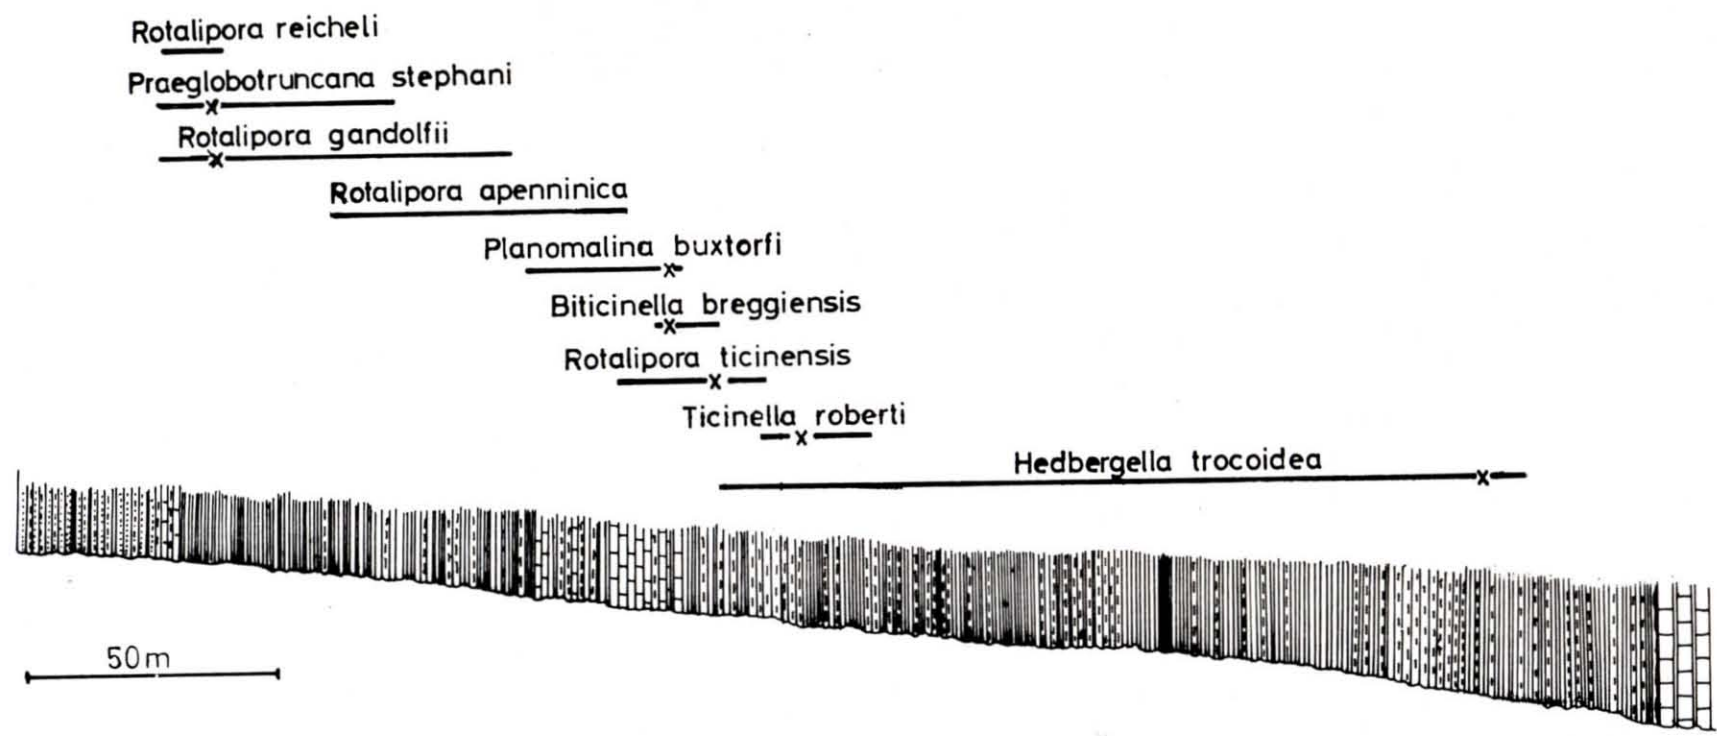 Rotalipora reicheli
Praeglobotruncana stephani
Rotalipora gandolfii
Rotalipora apenninica
Planomalina buxtorfi
Biticinella breggiensis
Rotalipora ticinensis
Ticinella roberti
Hedbergella trocoidea
50m